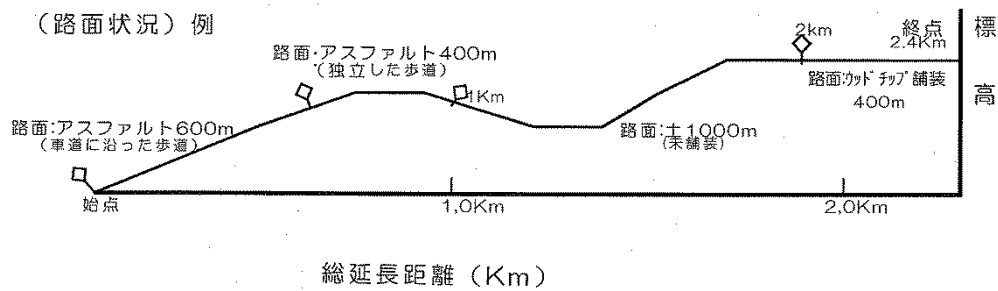 (路面状況)例
2km
終点
2.4Km
標
高
路面・アスファルト400m
(独立した歩道)
1Km
路面:ウッドチップ舗装
400m
路面:アスファルト600m
(車道に沿った歩道)
路面:土1000m
(未舗装)
始点
1,0Km
2,0Km
総延長距離(Km)